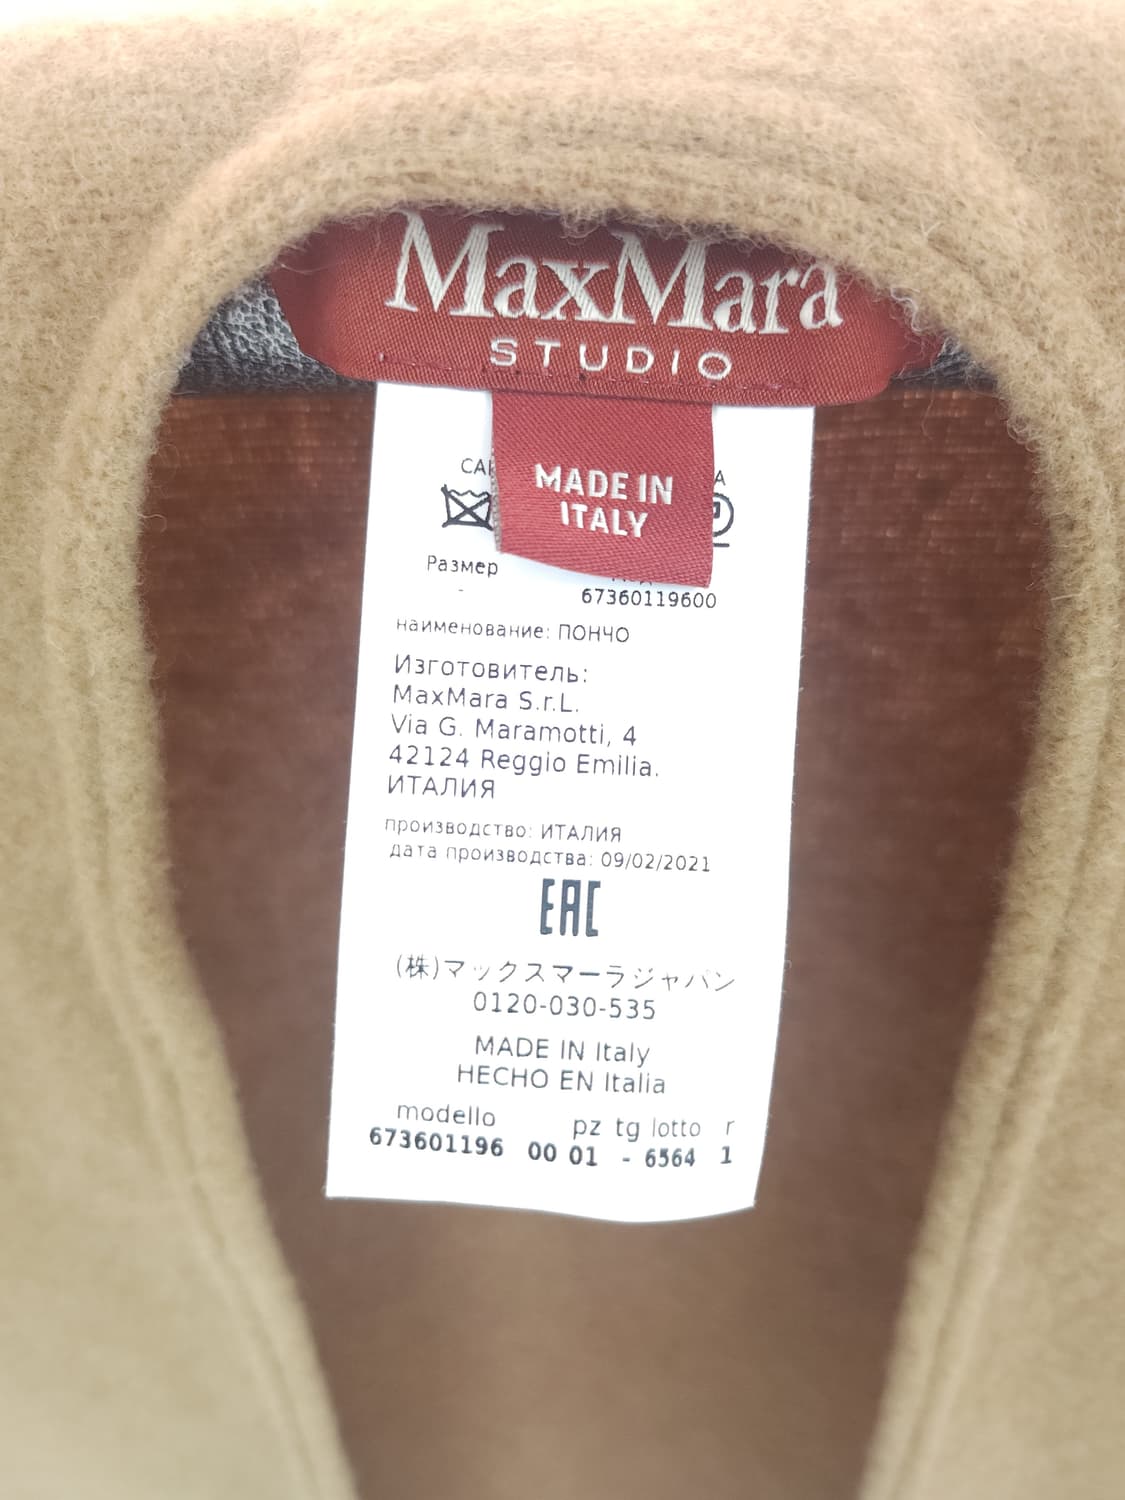 MaxMara
STUDIO
MADE IN
ITALY
Размер
-
67360119600
наименование: ПОНЧО
Изготовитель:
MaxMara S.r.L.
Via G. Maramotti, 4
42124 Reggio Emilia.
ИТАЛИЯ
производство: ИТАЛИЯ
дата производства: 09/02/2021
EAC
(株)マックスマーラジャパン
0120-030-535
MADE IN Italy
HECHO EN Italia
modello pz tg lotto r
673601196 00 01 - 6564 1